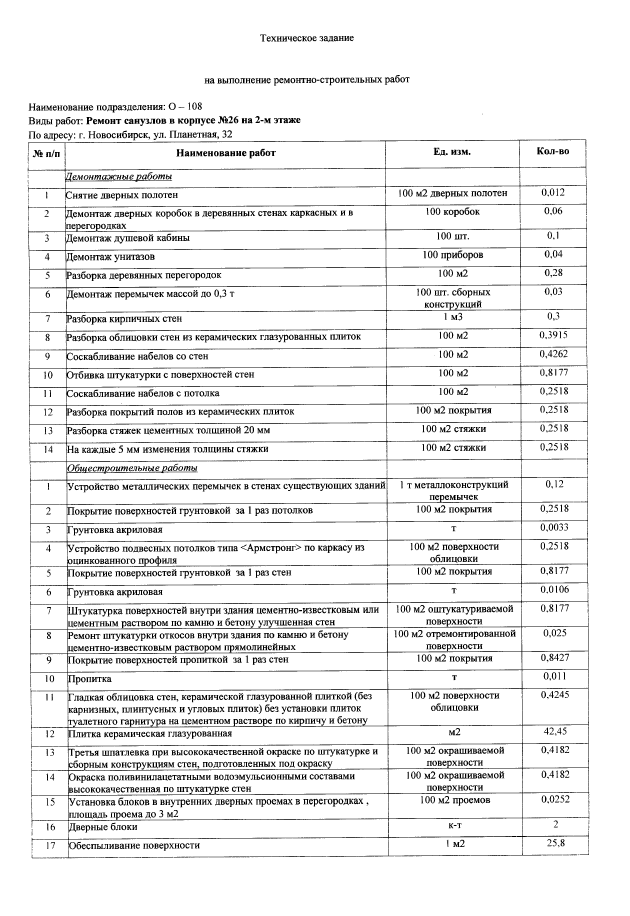 Техническое задание
на выполнение ремонтно-строительных работ
Наименование подразделения: О – 108
Виды работ: Ремонт санузлов в корпусе №26 на 2-м этаже
По адресу: г. Новосибирск, ул. Планетная, 32
№ п/п Наименование работ Ед. изм. Кол-во
Демонтажные работы
1 Снятие дверных полотен 100 м2 дверных полотен 0,012
2 Демонтаж дверных коробок в деревянных стенах каркасных и в 100 коробок 0,06
перегородках
3 Демонтаж душевой кабины 100 шт. 0,1
4 Демонтаж унитазов 100 приборов 0,04
5 Разборка деревянных перегородок 100 м2 0,28
6 Демонтаж перемычек массой до 0,3 т 100 шт. сборных 0,03
конструкций
7 Разборка кирпичных стен 1 м3 0,3
8 Разборка облицовки стен из керамических глазурованных плиток 100 м2 0,3915
9 Соскабливание набелов со стен 100 м2 0,4262
10 Отбивка штукатурки с поверхностей стен 100 м2 0,8177
11 Соскабливание набелов с потолка 100 м2 0,2518
12 Разборка покрытий полов из керамических плиток 100 м2 покрытия 0,2518
13 Разборка стяжек цементных толщиной 20 мм 100 м2 стяжки 0,2518
14 На каждые 5 мм изменения толщины стяжки 100 м2 стяжки 0,2518
Общестроительные работы
1 Устройство металлических перемычек в стенах существующих зданий 1 т металлоконструкций 0,12
перемычек
2 Покрытие поверхностей грунтовкой за 1 раз потолков 100 м2 покрытия 0,2518
3 Грунтовка акриловая т 0,0033
4 Устройство подвесных потолков типа <Армстронг> по каркасу из 100 м2 поверхности 0,2518
оцинкованного профиля облицовки
5 Покрытие поверхностей грунтовкой за 1 раз стен 100 м2 покрытия 0,8177
6 Грунтовка акриловая т 0,0106
7 Штукатурка поверхностей внутри здания цементно-известковым или 100 м2 оштукатуриваемой 0,8177
цементным раствором по камню и бетону улучшенная стен поверхности
8 Ремонт штукатурки откосов внутри здания по камню и бетону 100 м2 отремонтированной 0,025
цементно-известковым раствором прямолинейных поверхности
9 Покрытие поверхностей пропиткой за 1 раз стен 100 м2 покрытия 0,8427
10 Пропитка т 0,011
11 Гладкая облицовка стен, керамической глазурованной плиткой (без 100 м2 поверхности 0,4245
карнизных, плинтусных и угловых плиток) без установки плиток облицовки
туалетного гарнитура на цементном растворе по кирпичу и бетону
12 Плитка керамическая глазурованная м2 42,45
13 Третья шпатлевка при высококачественной окраске по штукатурке и 100 м2 окрашиваемой 0,4182
сборным конструкциям стен, подготовленных под окраску поверхности
14 Окраска поливинилацетатными водоэмульсионными составами 100 м2 окрашиваемой 0,4182
высококачественная по штукатурке стен поверхности
15 Установка блоков в внутренних дверных проемах в перегородках , 100 м2 проемов 0,0252
площадь проема до 3 м2
16 Дверные блоки к-т 2
17 Обеспыливание поверхности 1 м2 25,8